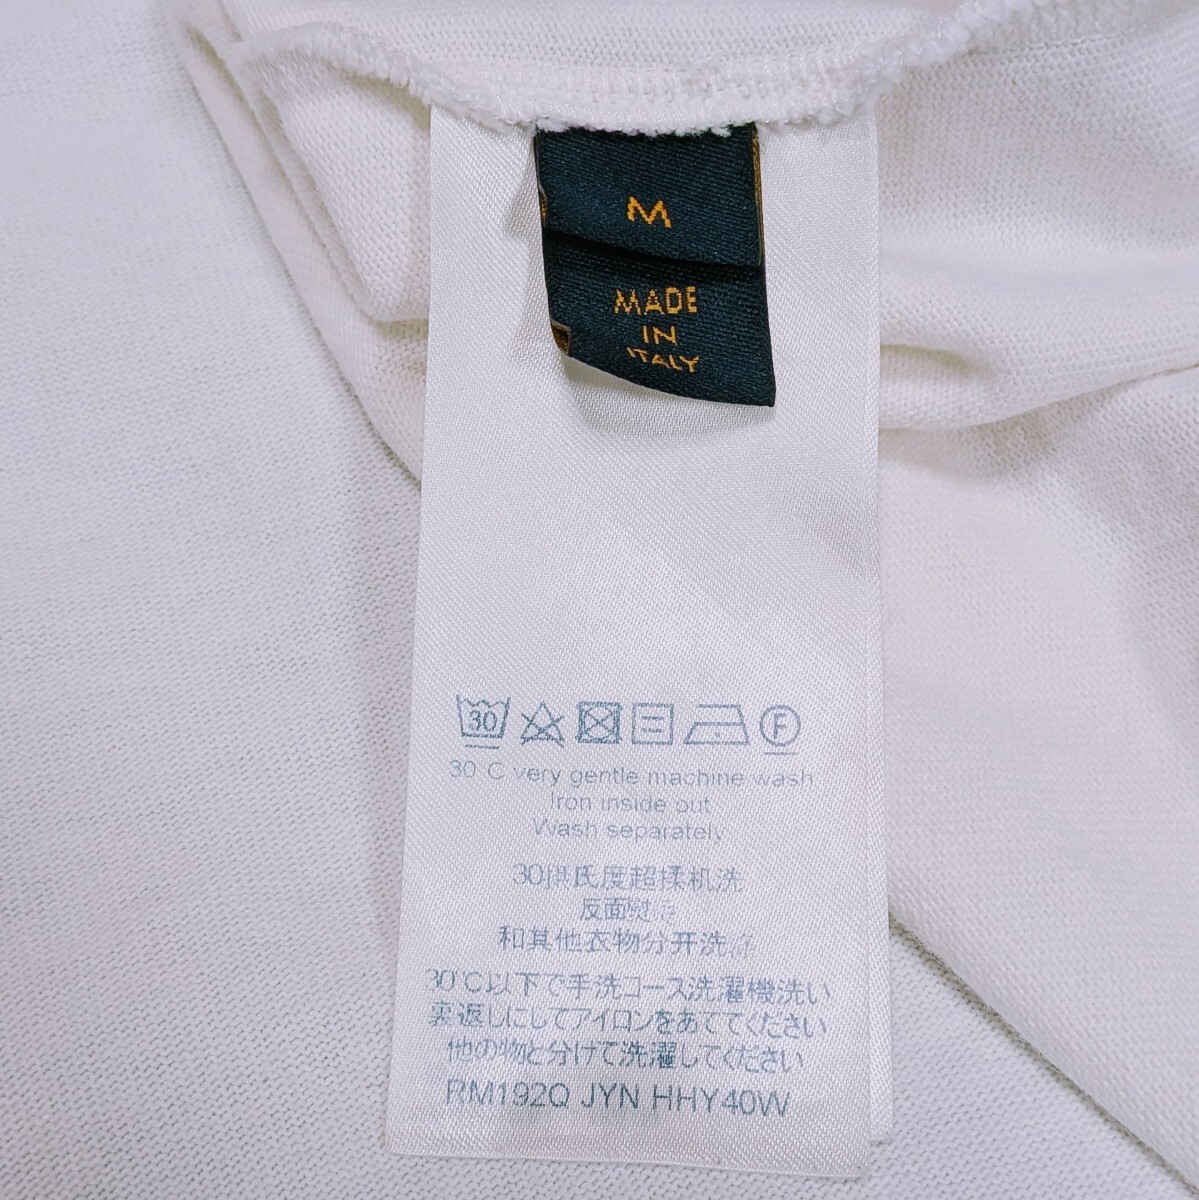 M
MADE
IN
ITALY
30 F
30°C very gentle machine wash
Iron inside out
Wash separately
30摄氏度超揉机洗
反面熨
和其他衣物分开洗涤
30℃以下で手洗コース洗濯機洗い
裏返しにしてアイロンをあててください
他の物と分けて洗濯してください
RM192Q JYN HHY40W